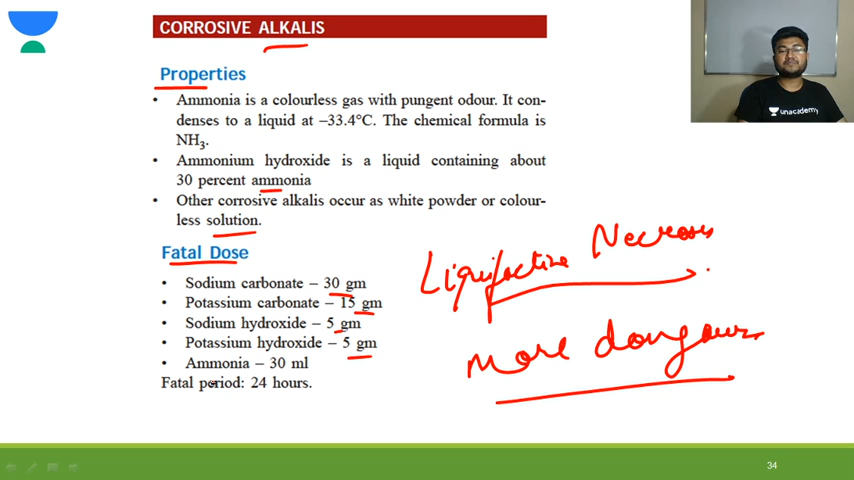 CORROSIVE ALKALIS
Properties
• Ammonia is a colourless gas with pungent odour. It con-
denses to a liquid at –33.4°C. The chemical formula is
NH₃.
• Ammonium hydroxide is a liquid containing about
30 percent ammonia
• Other corrosive alkalis occur as white powder or colour-
less solution.
Fatal Dose
• Sodium carbonate – 30 gm
• Potassium carbonate – 15 gm
• Sodium hydroxide – 5 gm
• Potassium hydroxide – 5 gm
• Ammonia – 30 ml
Fatal period: 24 hours.
unacademy
Liquifactive Necrosis
More
34